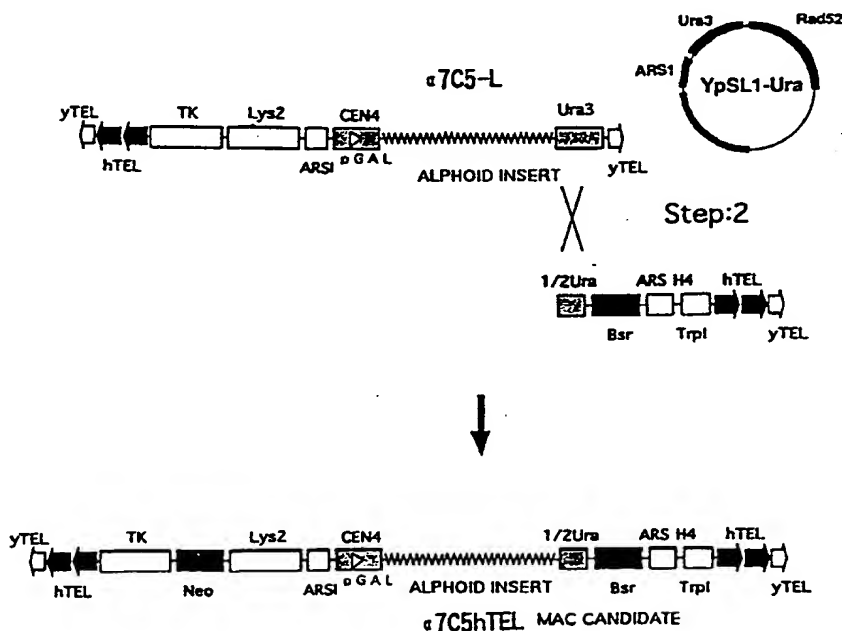 Ura3
Rad52
ARS1
YpSL1-Ura
α7C5-L
yTEL
TK
Lys2
CEN4
Ura3
hTEL
ARSI
pGAL
ALPHOID INSERT
yTEL
Step:2
1/2Ura
ARS H4
hTEL
Bsr
TrpI
yTEL
yTEL
TK
Lys2
CEN4
1/2Ura
ARS H4
hTEL
hTEL
Neo
ARSI
pGAL
ALPHOID INSERT
Bsr
TrpI
yTEL
α7C5hTEL MAC CANDIDATE